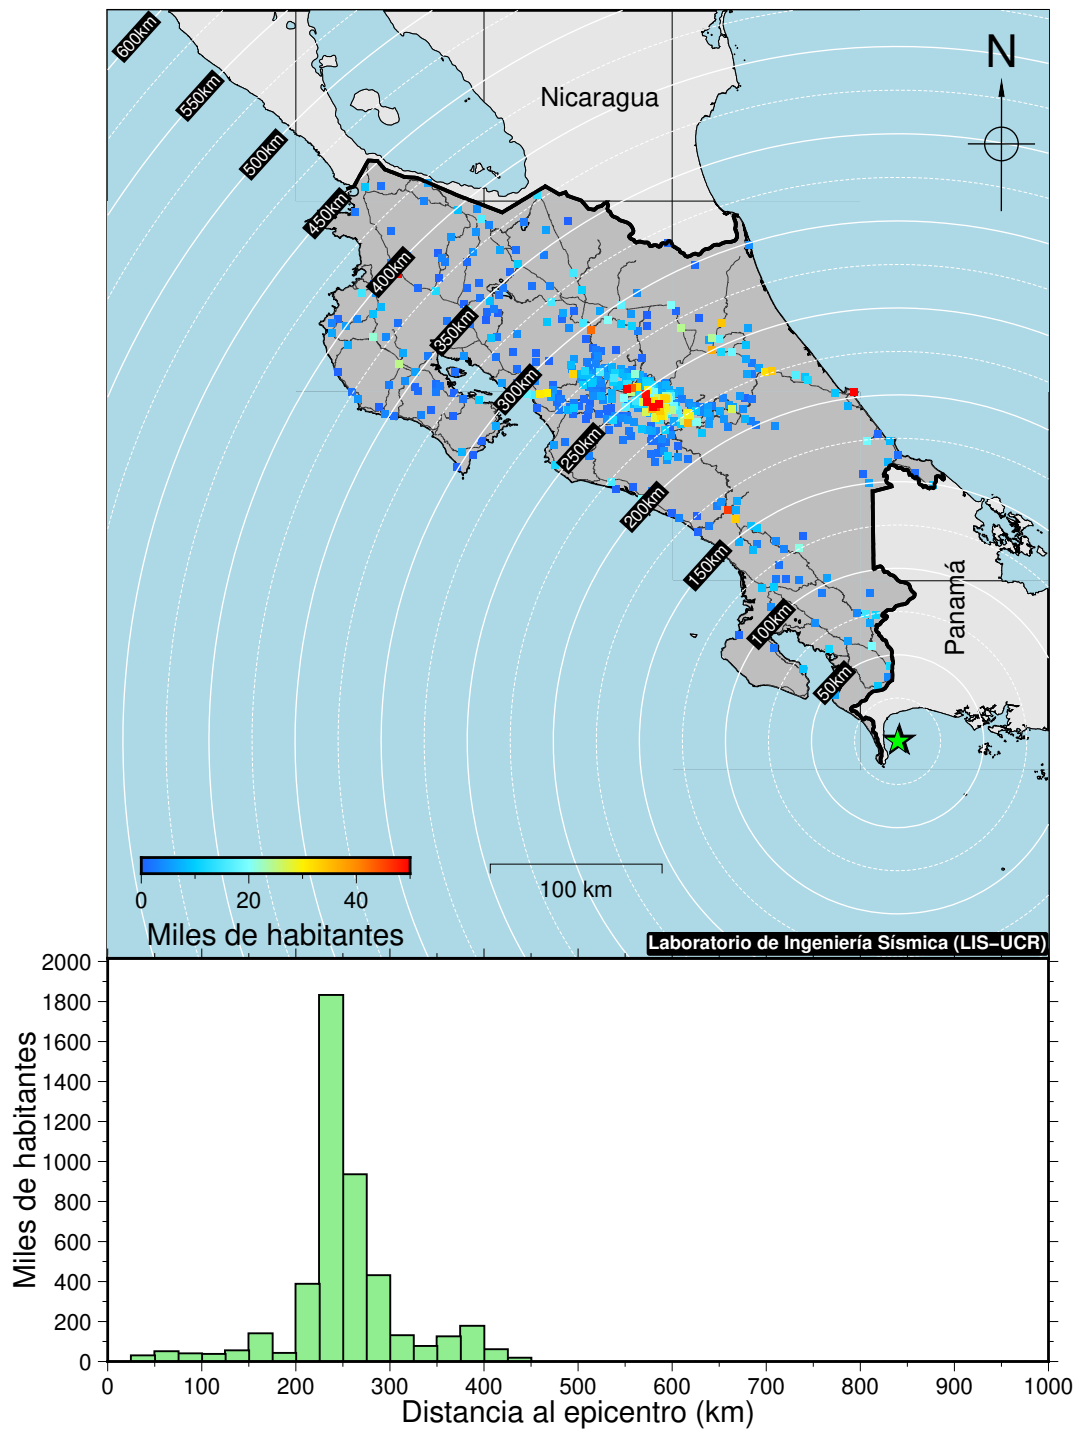 600km
550km
500km
450km
400km
350km
300km
250km
200km
150km
100km
50km
Nicaragua
N
Panamá
0 20 40
Miles de habitantes
100 km
Laboratorio de Ingeniería Sísmica (LIS−UCR)
2000
1800
1600
1400
1200
1000
800
600
400
200
0
Miles de habitantes
0 100 200 300 400 500 600 700 800 900 1000
Distancia al epicentro (km)